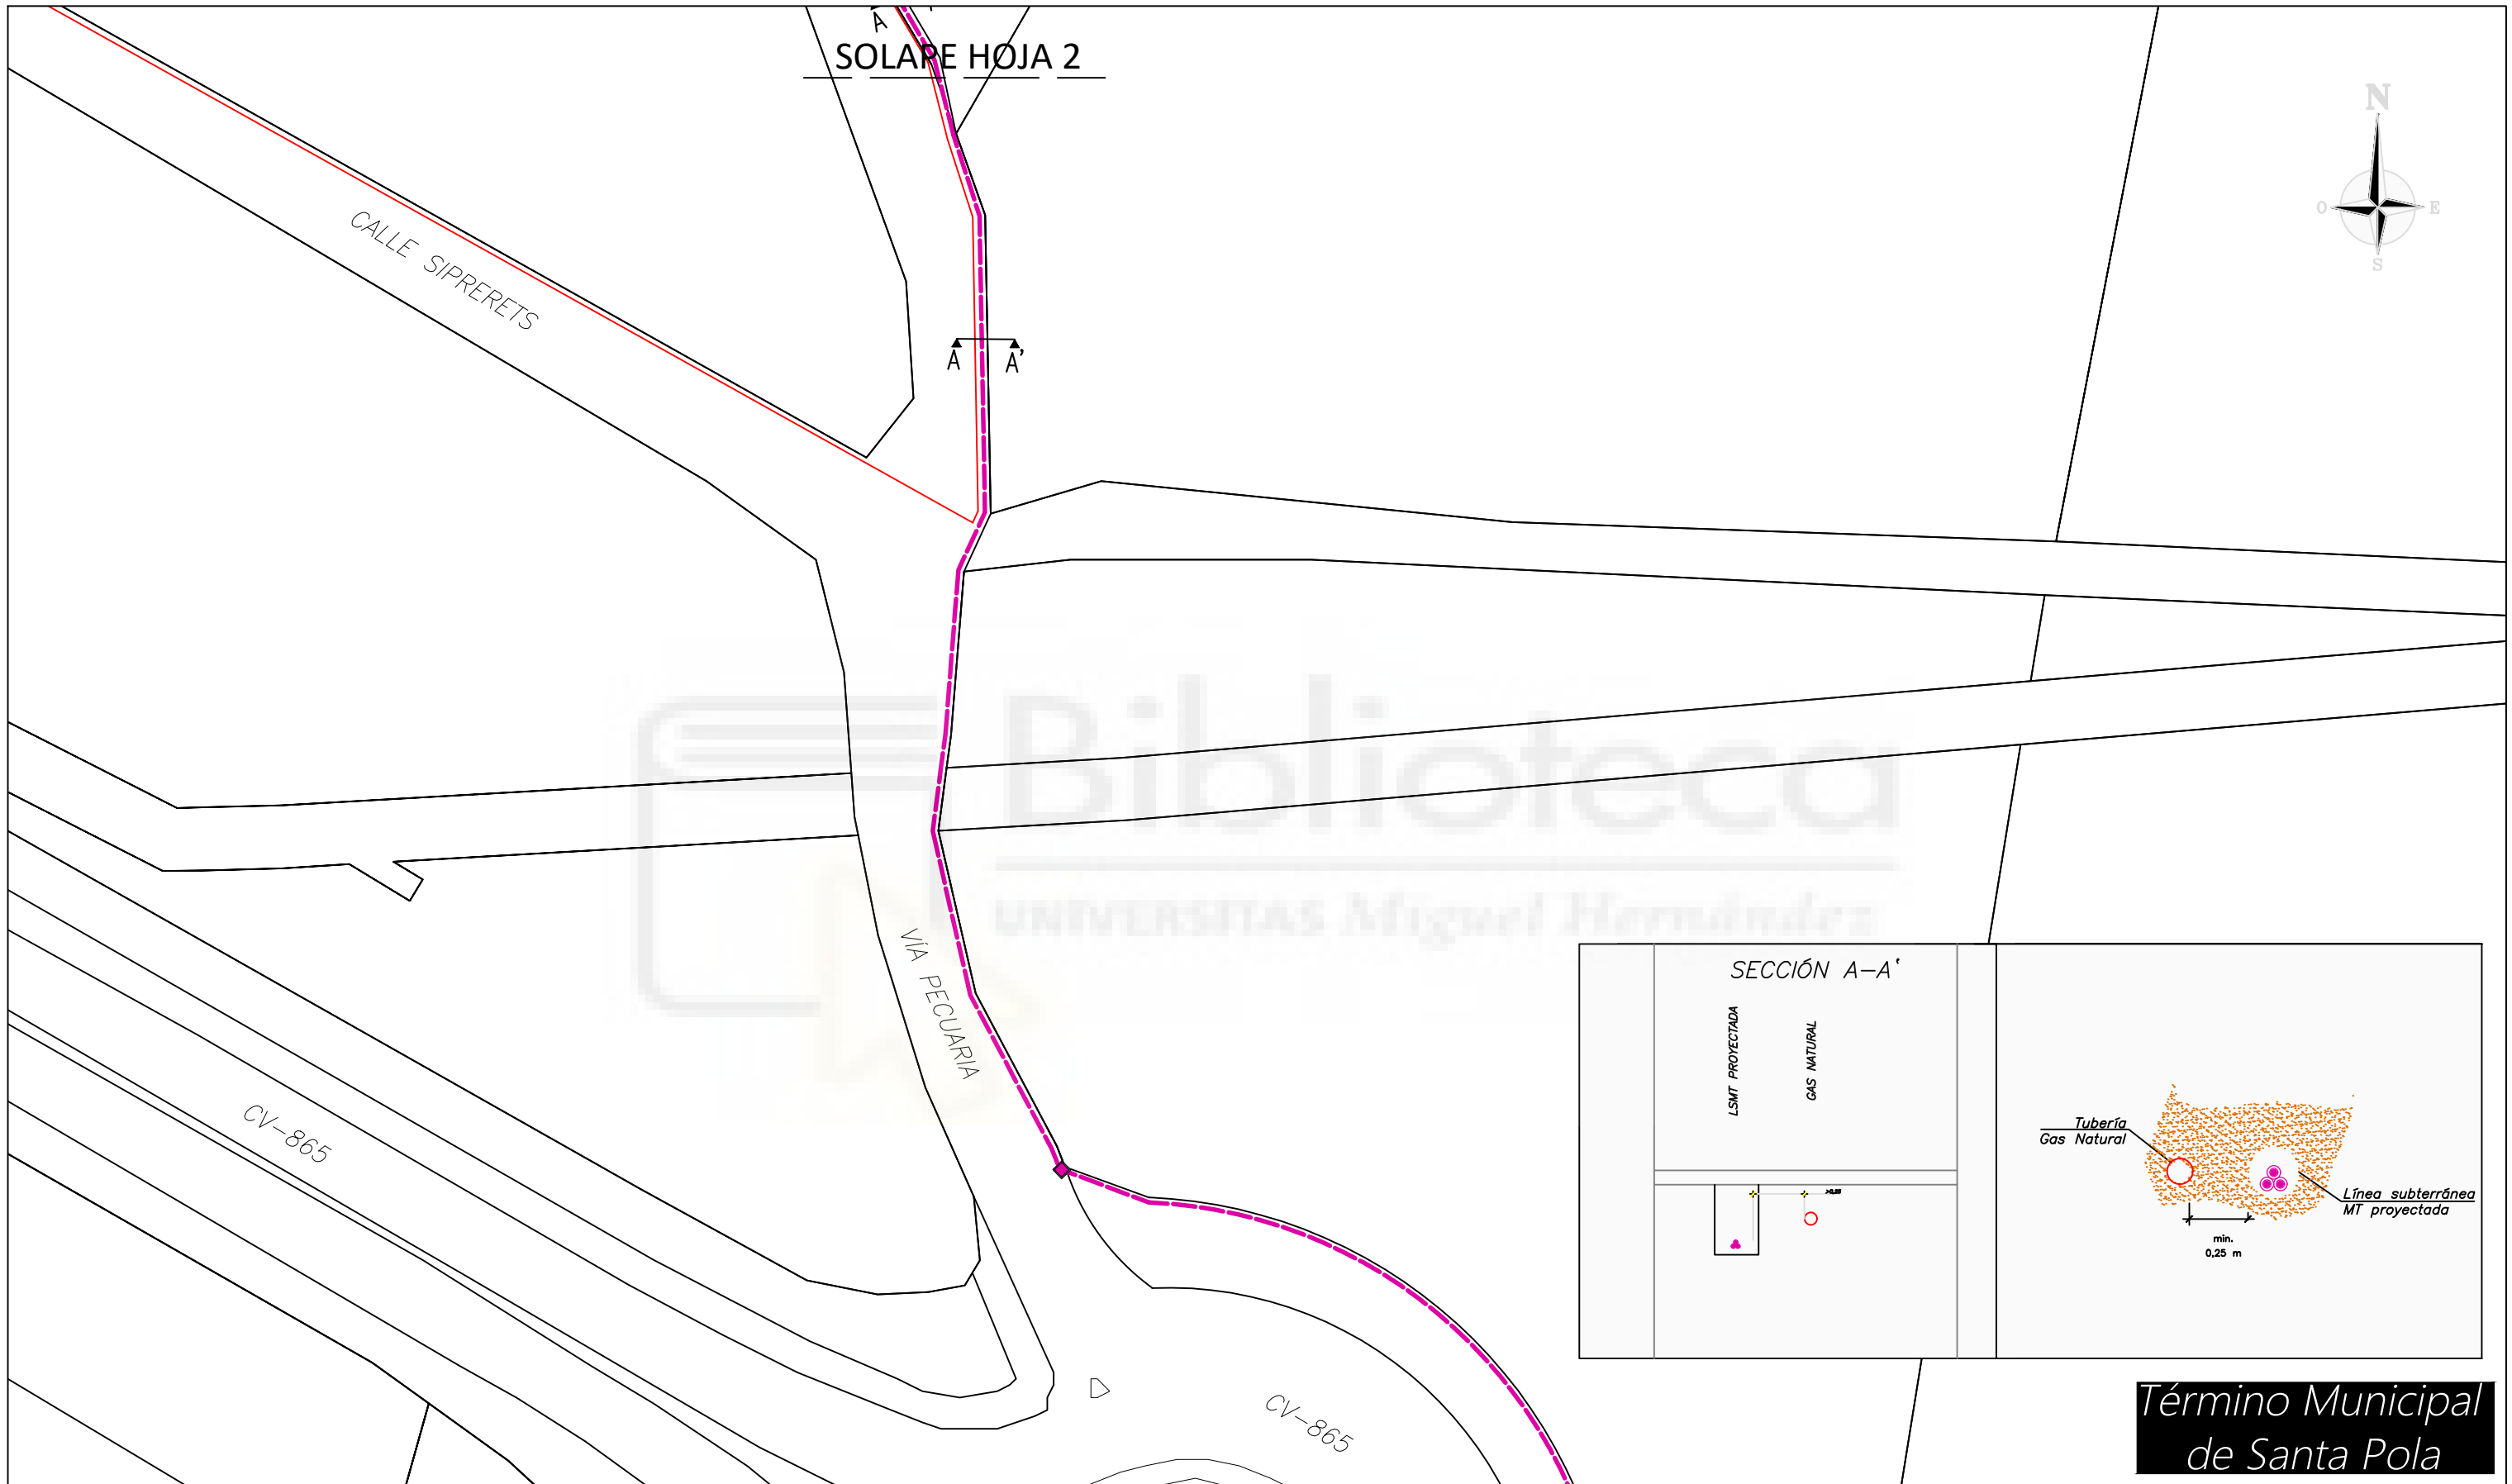 A
SOLAPE HOJA 2
N
O
E
S
CALLE SIPRERETS
A
A'
Biblioteca
UNIVERSITAS Miguel Hernández
VÍA PECUARIA
CV-865
CV-865
SECCIÓN A-A'
LSMT PROYECTADA
GAS NATURAL
Tubería
Gas Natural
Línea subterránea
MT proyectada
min.
0,25 m
Término Municipal
de Santa Pola